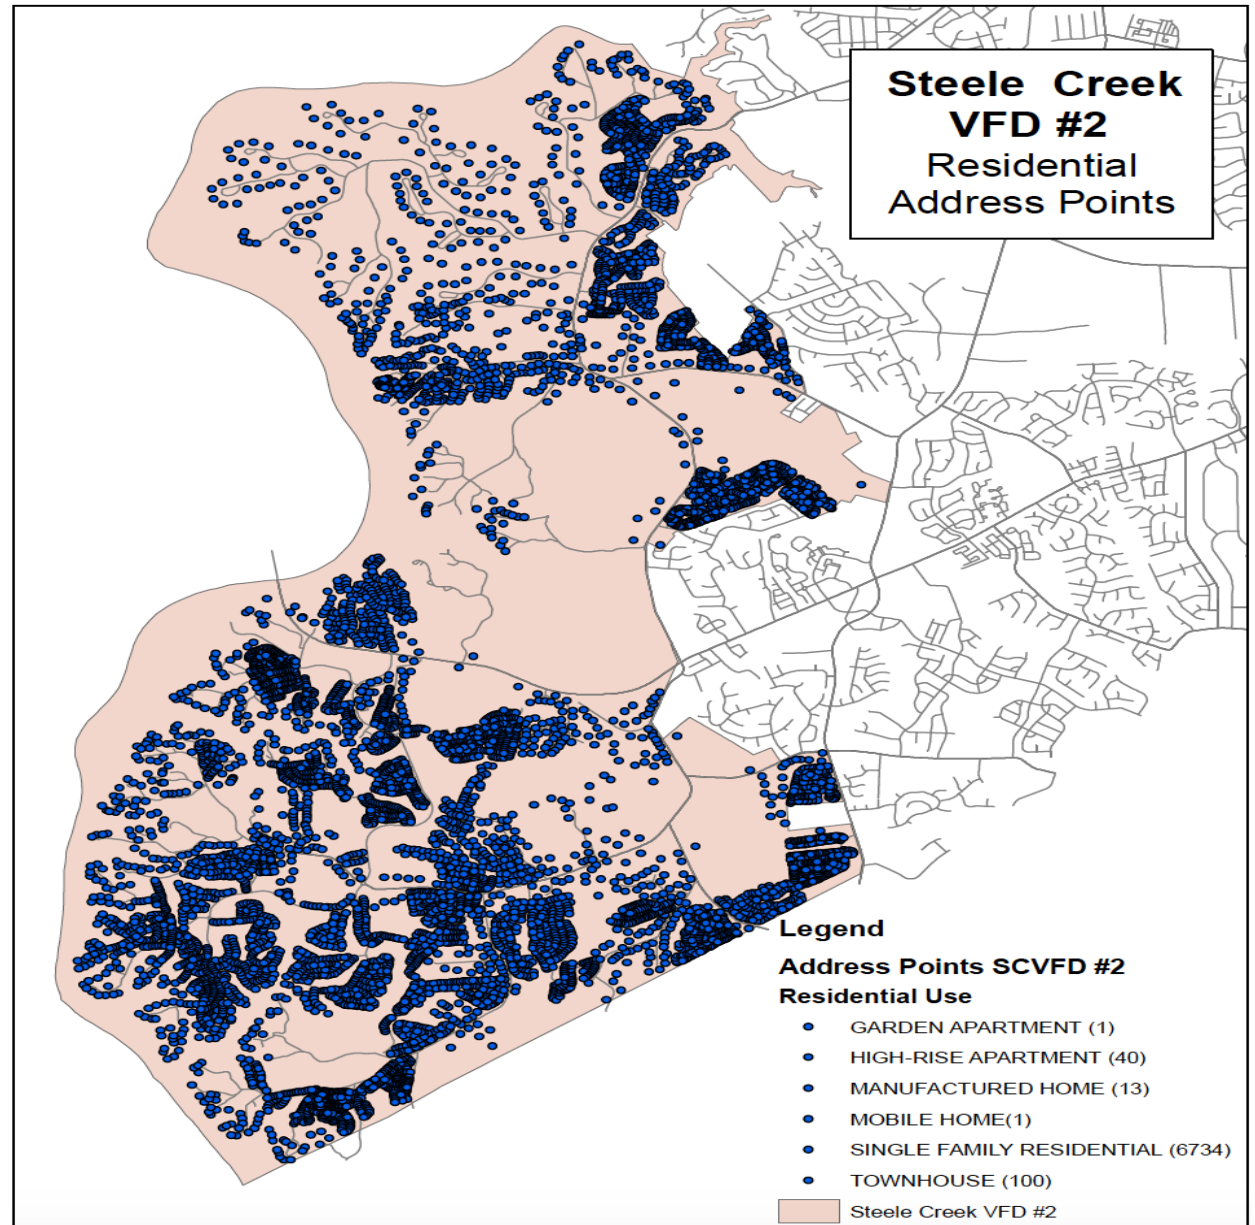 Steele Creek
VFD #2
Residential
Address Points
Legend
Address Points SCVFD #2
Residential Use
GARDEN APARTMENT (1)
HIGH-RISE APARTMENT (40)
MANUFACTURED HOME (13)
MOBILE HOME(1)
SINGLE FAMILY RESIDENTIAL (6734)
TOWNHOUSE (100)
Steele Creek VFD #2